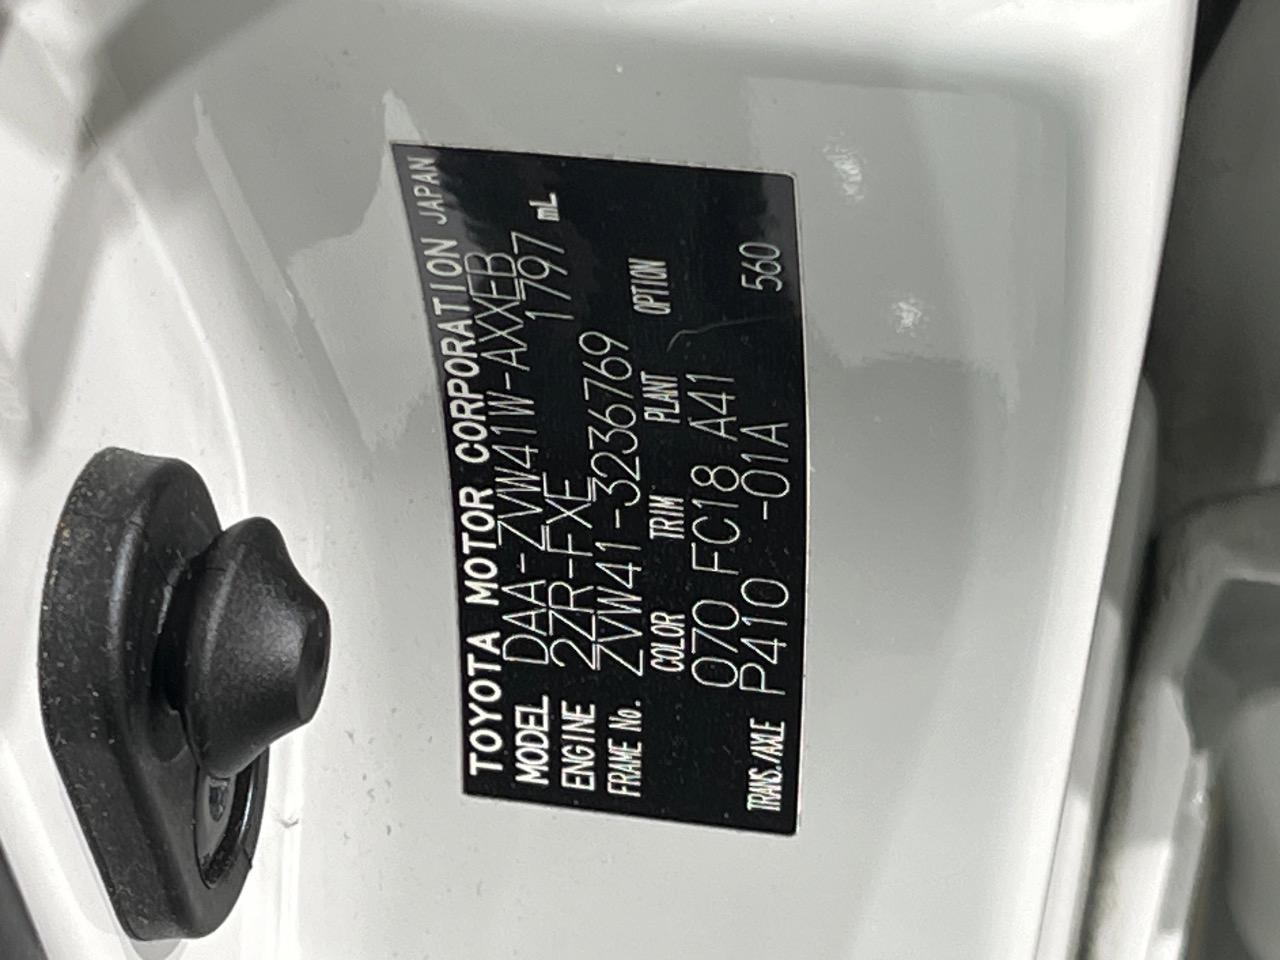 TOYOTA MOTOR CORPORATION JAPAN
MODEL DAA-ZVW41W-AXXEB
ENGINE 2ZR-FXE 1797 mL
FRAME No. ZVW41-3236769
COLOR TRIM PLANT OPTION
070 FC18 A41
TRANS./AXLE P410 -01A 560